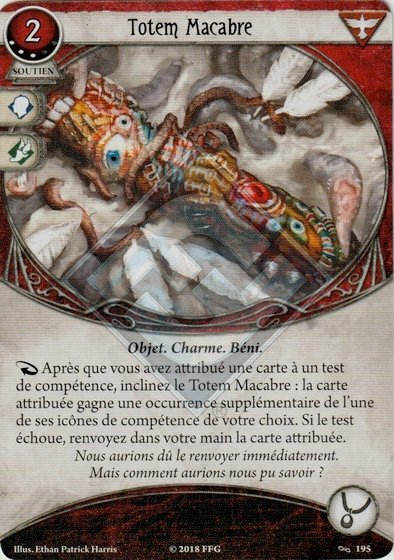 2
Totem Macabre
SOUTIEN
Objet. Charme. Béni.
Après que vous avez attribué une carte à un test
de compétence, inclinez le Totem Macabre : la carte
attribuée gagne une occurrence supplémentaire de l'une
de ses icônes de compétence de votre choix. Si le test
échoue, renvoyez dans votre main la carte attribuée.
Nous aurions dû le renvoyer immédiatement.
Mais comment aurions nous pu savoir ?
Illus. Ethan Patrick Harris © 2018 FFG 195